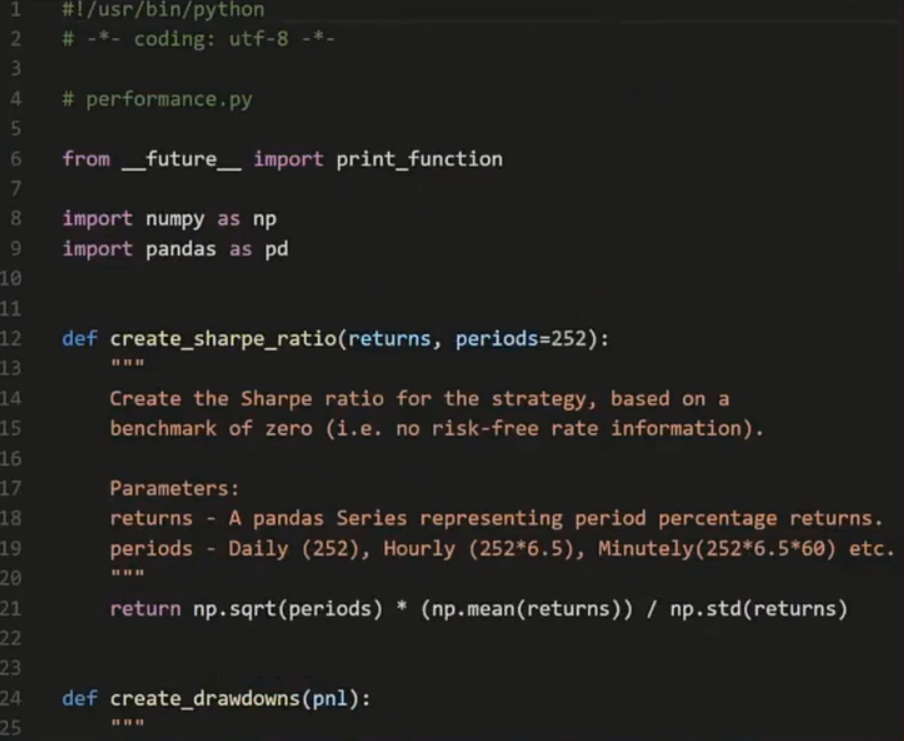 1 #!/usr/bin/python
2 # -*- coding: utf-8 -*-
3
4 # performance.py
5
6 from __future__ import print_function
7
8 import numpy as np
9 import pandas as pd
10
11
12 def create_sharpe_ratio(returns, periods=252):
13     """
14     Create the Sharpe ratio for the strategy, based on a
15     benchmark of zero (i.e. no risk-free rate information).
16
17     Parameters:
18     returns - A pandas Series representing period percentage returns.
19     periods - Daily (252), Hourly (252*6.5), Minutely(252*6.5*60) etc.
20     """
21     return np.sqrt(periods) * (np.mean(returns)) / np.std(returns)
22
23
24 def create_drawdowns(pnl):
25     """